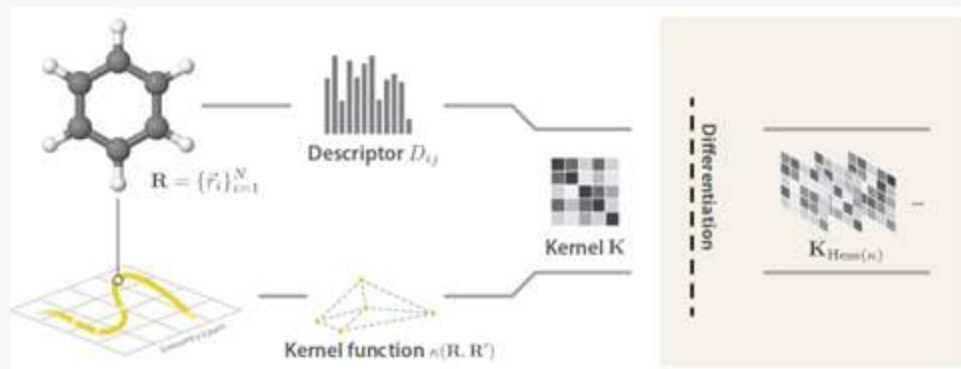 R = {r⃗ᵢ}ᵢ₌₁ᴺ
Descriptor Dᵢⱼ
Kernel K
Kernel function κ(R, R′)
Differentiation
K_Hess(κ)